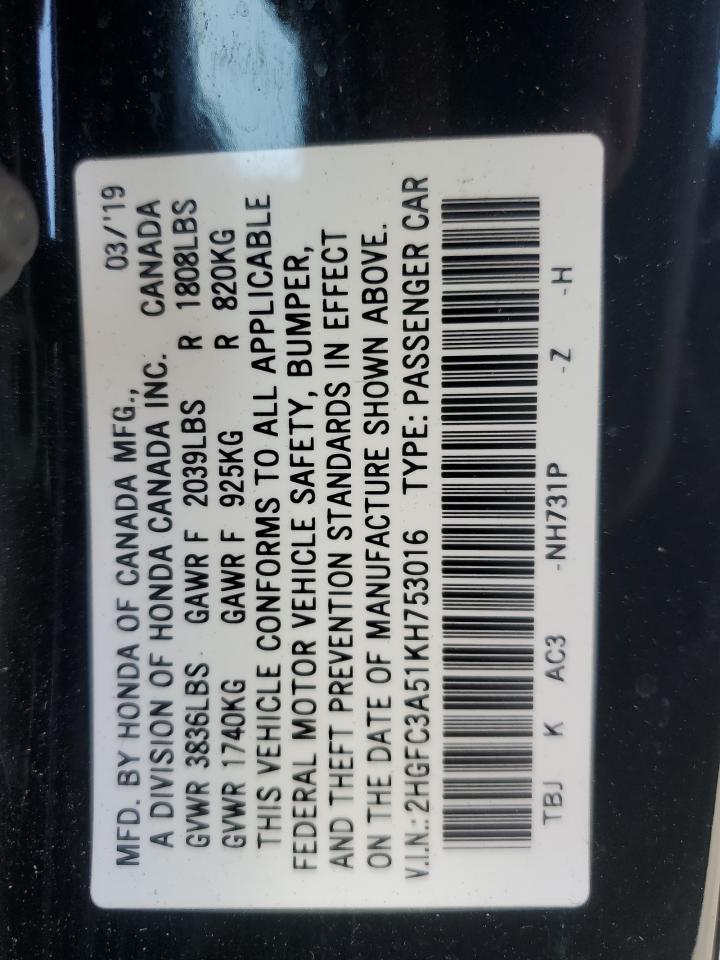 MFD. BY HONDA OF CANADA MFG., 03/'19
A DIVISION OF HONDA CANADA INC. CANADA
GVWR 3836LBS GAWR F 2039LBS R 1808LBS
GVWR 1740KG GAWR F 925KG R 820KG
THIS VEHICLE CONFORMS TO ALL APPLICABLE
FEDERAL MOTOR VEHICLE SAFETY, BUMPER,
AND THEFT PREVENTION STANDARDS IN EFFECT
ON THE DATE OF MANUFACTURE SHOWN ABOVE.
V.I.N.: 2HGFC3A51KH753016 TYPE: PASSENGER CAR
TBJ K AC3 -NH731P -Z -H